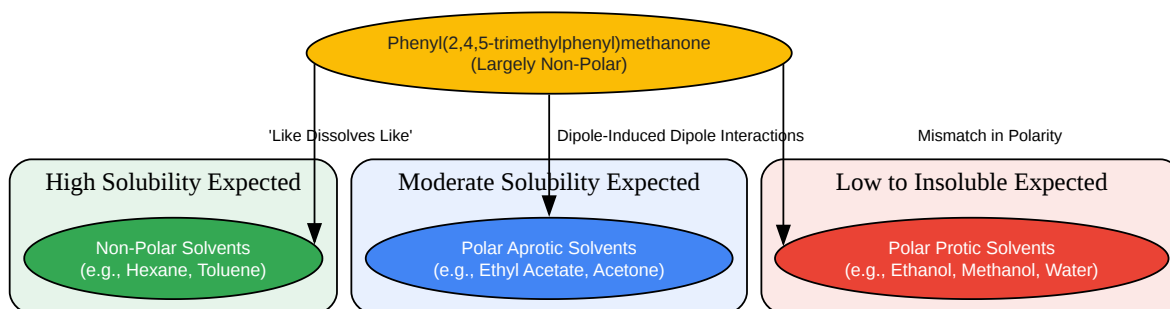 Phenyl(2,4,5-trimethylphenyl)methanone
(Largely Non-Polar)
'Like Dissolves Like'
Dipole-Induced Dipole Interactions
Mismatch in Polarity
High Solubility Expected
Moderate Solubility Expected
Low to Insoluble Expected
Non-Polar Solvents
(e.g., Hexane, Toluene)
Polar Aprotic Solvents
(e.g., Ethyl Acetate, Acetone)
Polar Protic Solvents
(e.g., Ethanol, Methanol, Water)